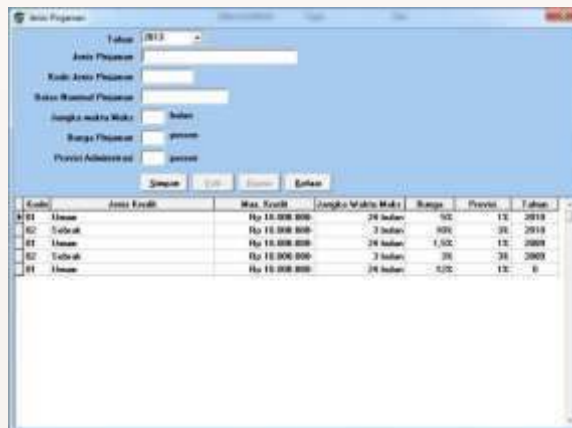 Jenis Pinjaman
Tahun 2013
Jenis Pinjaman
Kode Jenis Pinjaman
Batas Maximal Pinjaman
Jangka waktu Maks bulan
Bunga Pinjaman persen
Provisi Administrasi persen
Simpan Edit Hapus Keluar
Kode Jenis Kredit Max. Kredit Jangka Waktu Maks Bunga Provisi Tahun
01 Umum Rp 10.000.000 24 bulan 1% 2010
02 Sebrak Rp 10.000.000 3 bulan 3% 2010
01 Umum Rp 10.000.000 24 bulan 1,5% 1% 2009
02 Sebrak Rp 10.000.000 3 bulan 3% 3% 2009
01 Umum Rp 10.000.000 24 bulan 12% 1% 0